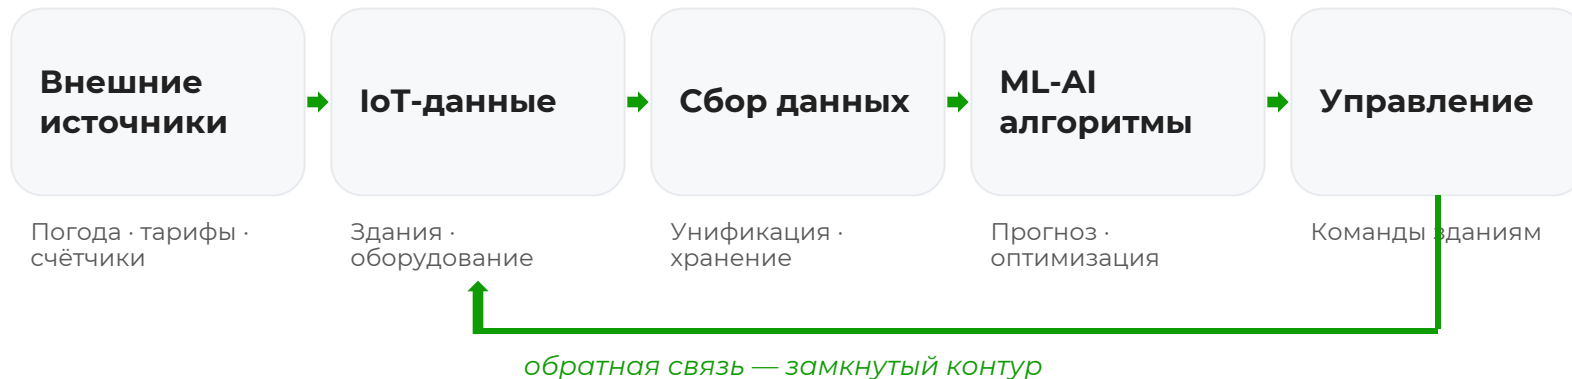 Внешние
источники
IoT-данные
Сбор данных
ML-AI
алгоритмы
Управление
Погода · тарифы ·
счётчики
Здания ·
оборудование
Унификация ·
хранение
Прогноз ·
оптимизация
Команды зданиям
обратная связь — замкнутый контур